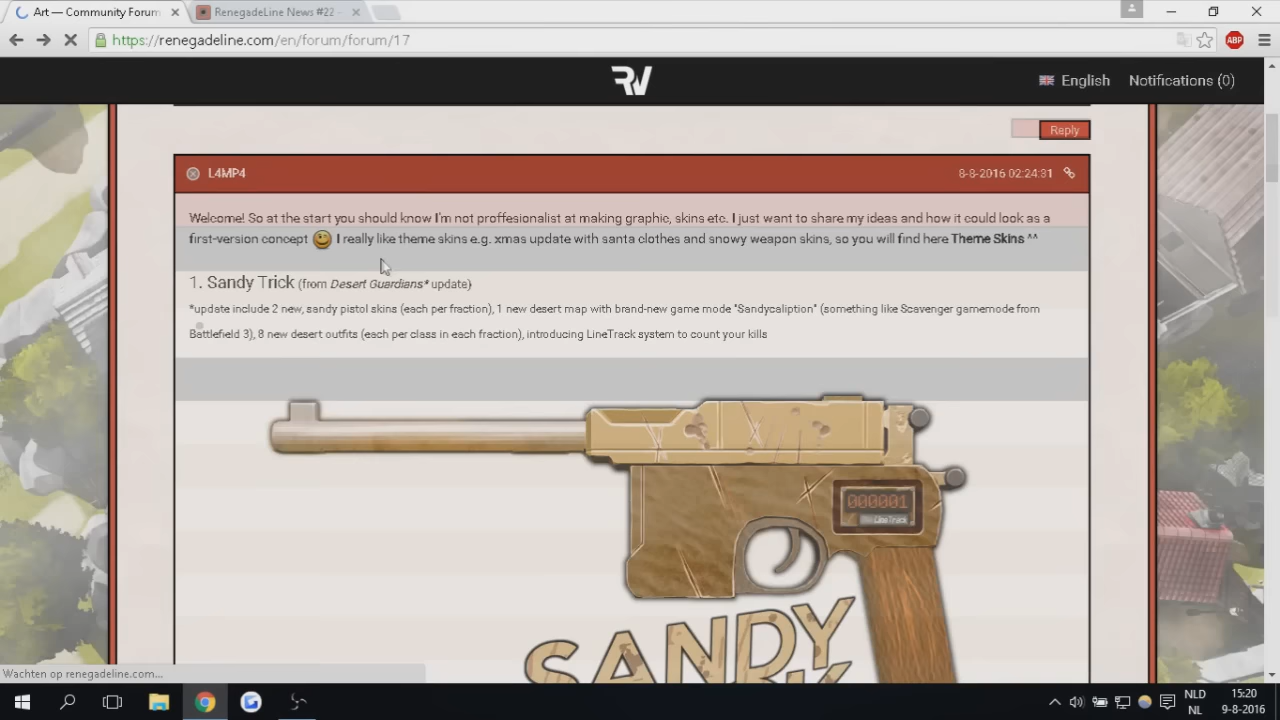 Art — Community Forum
RenegadeLine News #22 -
https://renegadeline.com/en/forum/forum/17
ABP
English
Notifications (0)
Reply
L4MP4
8-8-2016 02:24:31
Welcome! So at the start you should know I'm not proffesionalist at making graphic, skins etc. I just want to share my ideas and how it could look as a
first-version concept I really like theme skins e.g. xmas update with santa clothes and snowy weapon skins, so you will find here Theme Skins ^^
1. Sandy Trick (from Desert Guardians* update)
*update include 2 new, sandy pistol skins (each per fraction), 1 new desert map with brand-new game mode "Sandycaliption" (something like Scavenger gamemode from
Battlefield 3), 8 new desert outfits (each per class in each fraction), introducing LineTrack system to count your kills
000001
LineTrack
SANDY
Wachten op renegadeline.com...
NLD
NL
15:20
9-8-2016